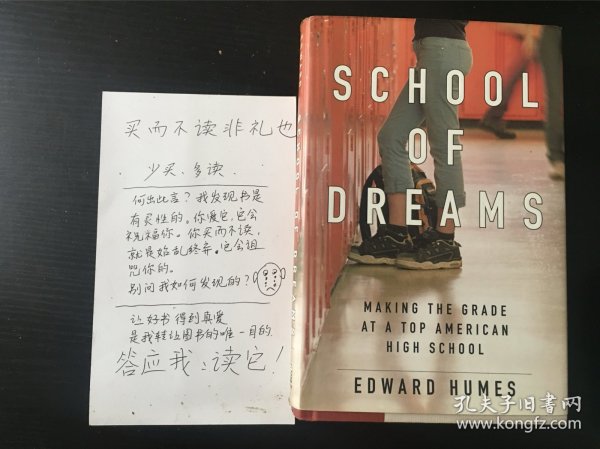 买而不读非礼也
. 少买、多读 .
何出此言？我发现书是
有灵性的。你爱它，它会
祝福你。你买而不读，
就是始乱终弃。它会诅
咒你的。
别问我如何发现的？
让好书得到真爱
是我转让图书的唯一目的
答应我：读它！
SCHOOL
OF
DREAMS
MAKING THE GRADE
AT A TOP AMERICAN
HIGH SCHOOL
EDWARD HUMES
孔夫子旧书网
www.kongfz.com